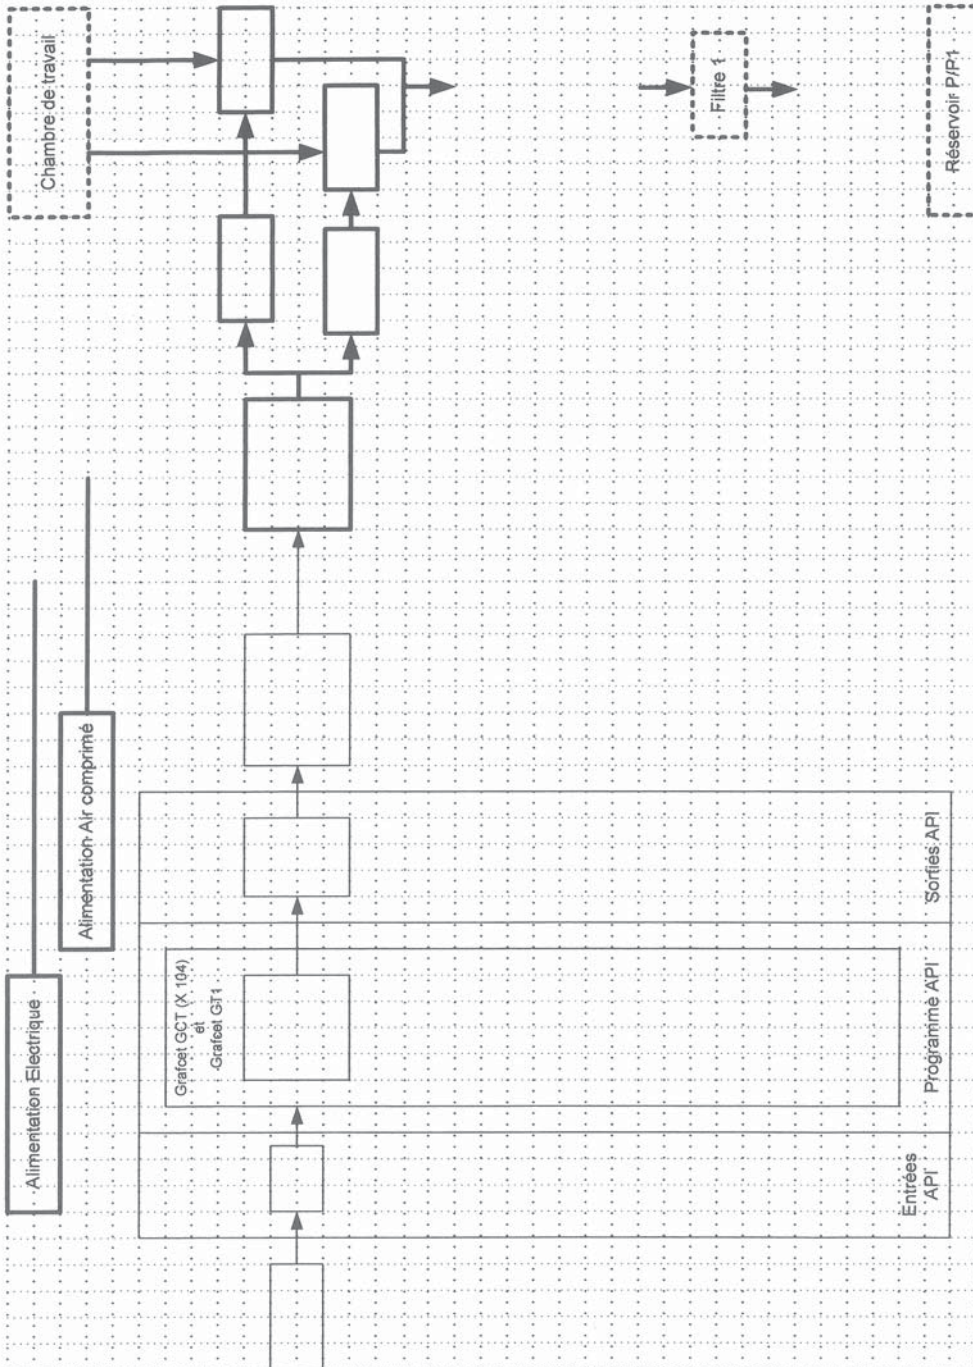 Chambre de travail
Filtre 1
Réservoir P/P1
Alimentation Air comprimé
Alimentation Electrique
Sorties API
Grafcet GCT (X 104)
et
Grafcet GT1
Programme API
Entrées
API